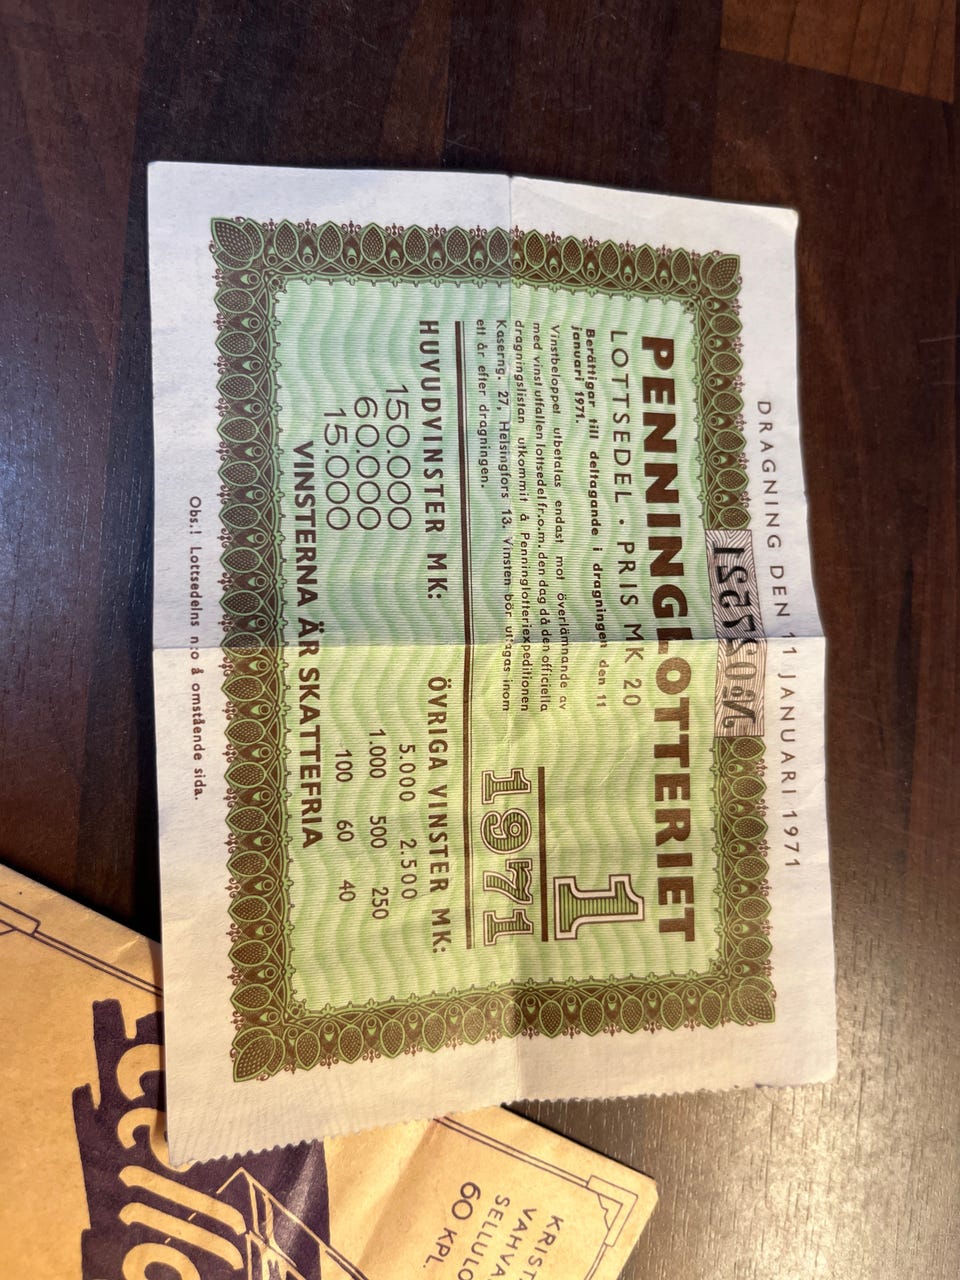 DRAGNING DEN 11 JANUARI 1971
PENNINGLOTTERIET
LOTTSEDEL . PRIS MK 20
Berättigar till deltagande i dragningen den 11
januari 1971.
Vinstbeloppet utbetalas endast mot överlämnande av
med vinst utfallen lottsedel fr.o.m. den dag då den officiella
dragningslistan utkommit å Penninglotteriexpeditionen
Kaserng. 27, Helsingfors 13. Vinsten bör uttagas inom
ett år efter dragningen.
1
1971
HUVUDVINSTER MK:
150.000
60.000
15.000
ÖVRIGA VINSTER MK:
5.000 2.500
1.000 500 250
100 60 40
VINSTERNA ÄR SKATTEFRIA
Obs.! Lottsedelns n:o å omstående sida.
KRIST
VAHVA
SELLULO
60 KPL.